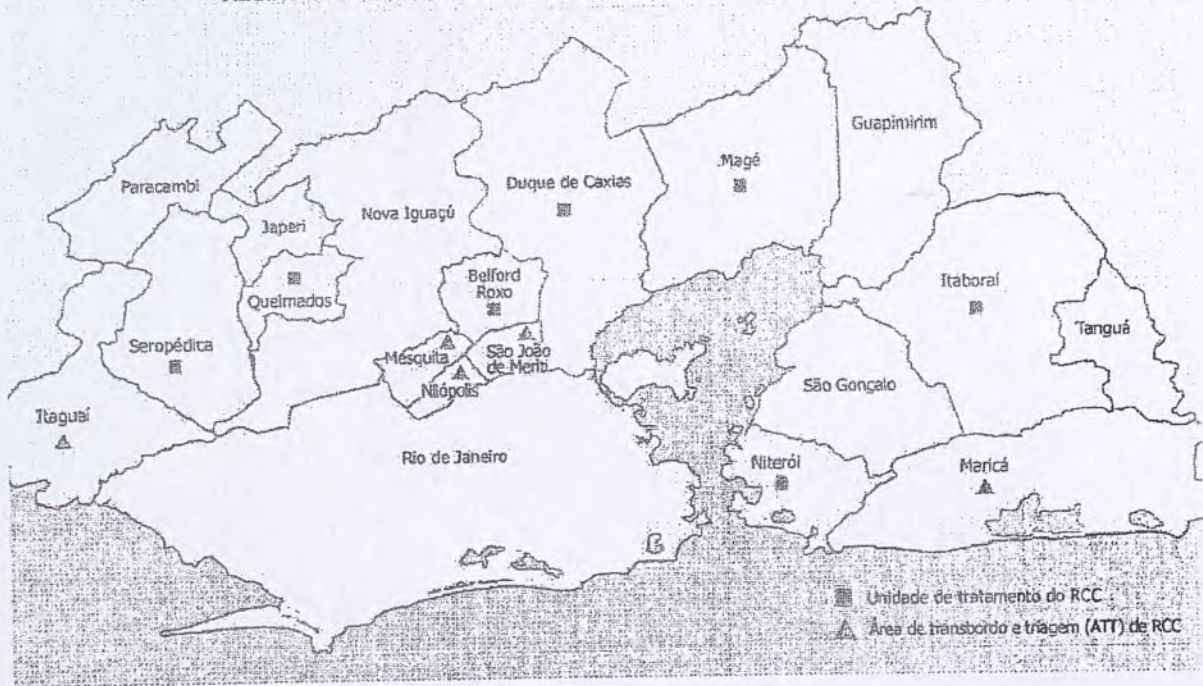 Guapimirim
Magé
Paracambi
Duque de Caxias
Nova Iguaçú
Japeri
Belford
Roxo
Itaboraí
Queimados
Tanguá
Seropédica
Mesquita
São João
de Meriti
Nilópolis
São Gonçalo
Itaguaí
Rio de Janeiro
Niterói
Maricá
Unidade de tratamento do RCC
Área de transbordo e triagem (ATT) de RCC